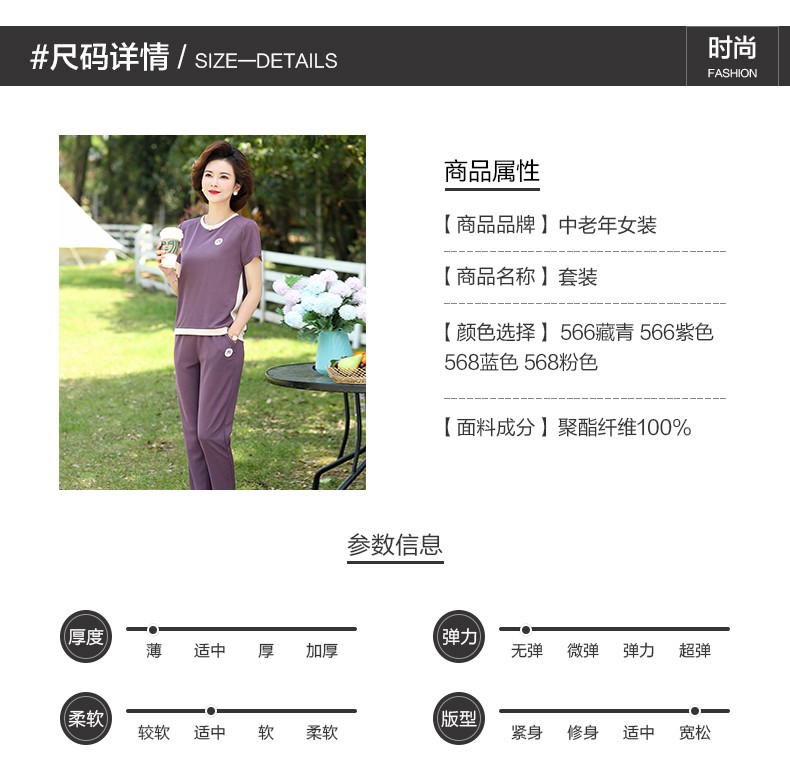 #尺码详情 / SIZE—DETAILS
时尚
FASHION
商品属性
【 商品品牌 】 中老年女装
【 商品名称 】 套装
【 颜色选择 】 566藏青 566紫色
568蓝色 568粉色
【 面料成分 】 聚酯纤维100%
参数信息
厚度
薄 适中 厚 加厚
弹力
无弹 微弹 弹力 超弹
柔软
较软 适中 软 柔软
版型
紧身 修身 适中 宽松